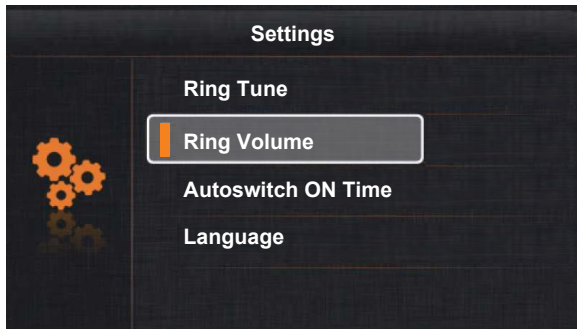 Settings
Ring Tune
Ring Volume
Autoswitch ON Time
Language